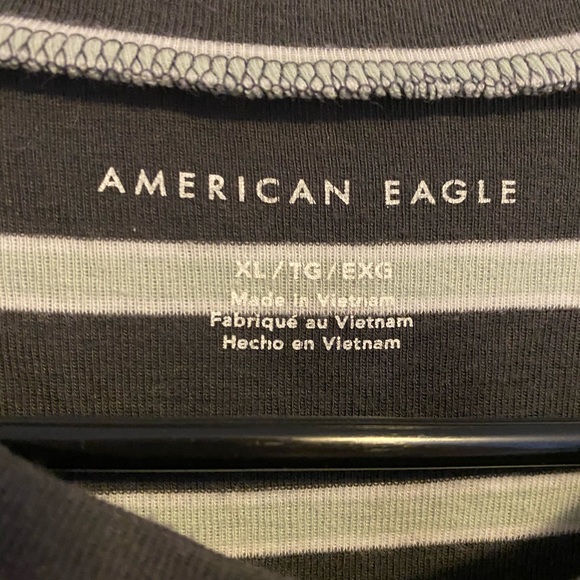 AMERICAN EAGLE
XL/TG/EXG
Made in Vietnam
Fabriqué au Vietnam
Hecho en Vietnam